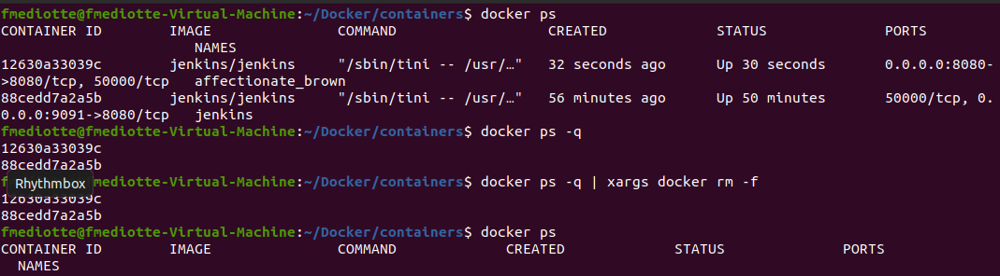 fmediotte@fmediotte-Virtual-Machine:~/Docker/containers$ docker ps
CONTAINER ID        IMAGE               COMMAND                  CREATED             STATUS              PORTS
                       NAMES
12630a33039c        jenkins/jenkins     "/sbin/tini -- /usr/…"   32 seconds ago      Up 30 seconds       0.0.0.0:8080-
>8080/tcp, 50000/tcp   affectionate_brown
88cedd7a2a5b        jenkins/jenkins     "/sbin/tini -- /usr/…"   56 minutes ago      Up 50 minutes       50000/tcp, 0.
0.0.0:9091->8080/tcp   jenkins
fmediotte@fmediotte-Virtual-Machine:~/Docker/containers$ docker ps -q
12630a33039c
88cedd7a2a5b
f Rhythmbox mediotte-Virtual-Machine:~/Docker/containers$ docker ps -q | xargs docker rm -f
12630a33039c
88cedd7a2a5b
fmediotte@fmediotte-Virtual-Machine:~/Docker/containers$ docker ps
CONTAINER ID        IMAGE               COMMAND             CREATED             STATUS              PORTS
  NAMES